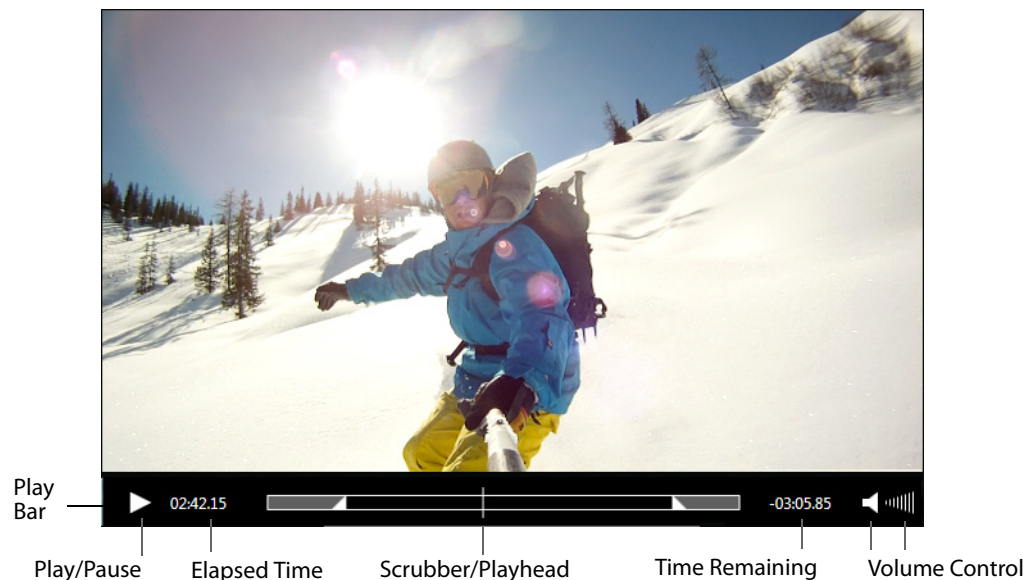 Play
Bar
02:42.15
-03:05.85
Play/Pause
Elapsed Time
Scrubber/Playhead
Time Remaining
Volume Control